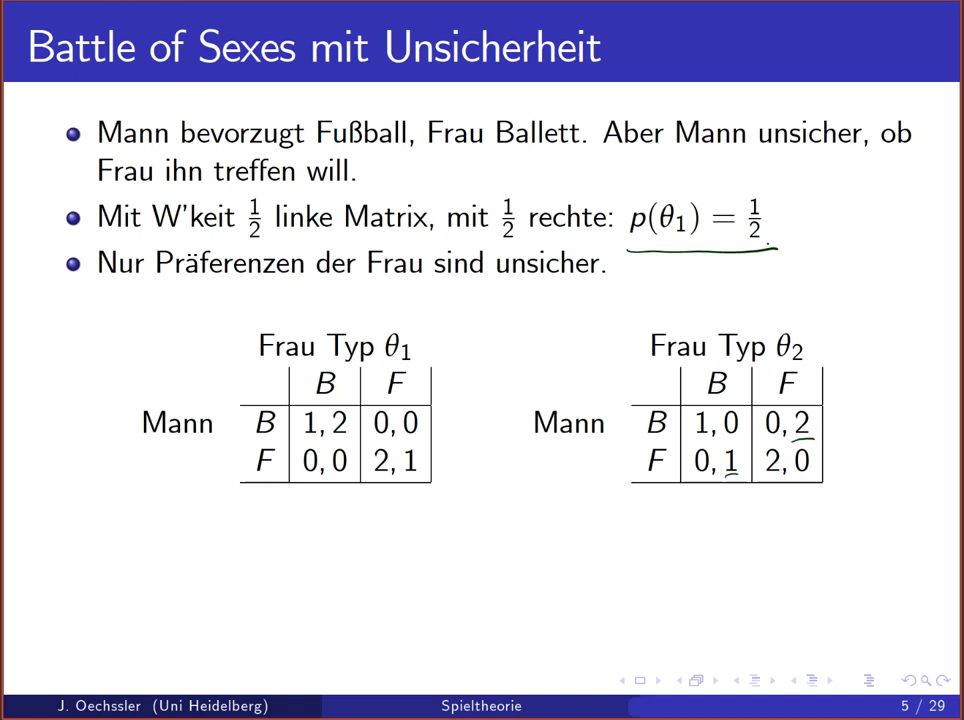 Battle of Sexes mit Unsicherheit
Mann bevorzugt Fußball, Frau Ballett. Aber Mann unsicher, ob
Frau ihn treffen will.
Mit W'keit 1/2 linke Matrix, mit 1/2 rechte: p(θ₁) = 1/2
Nur Präferenzen der Frau sind unsicher.
Frau Typ θ₁
B F
Mann B 1, 2 0, 0
F 0, 0 2, 1
Frau Typ θ₂
B F
Mann B 1, 0 0, 2
F 0, 1 2, 0
J. Oechssler (Uni Heidelberg) Spieltheorie 5 / 29